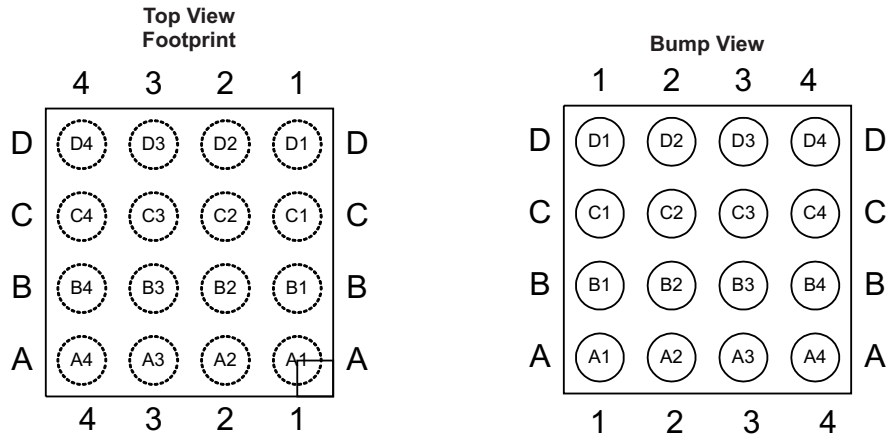 Top View
Footprint
4 3 2 1
D D4 D3 D2 D1 D
C C4 C3 C2 C1 C
B B4 B3 B2 B1 B
A A4 A3 A2 A1 A
4 3 2 1
Bump View
1 2 3 4
D D1 D2 D3 D4 D
C C1 C2 C3 C4 C
B B1 B2 B3 B4 B
A A1 A2 A3 A4 A
1 2 3 4